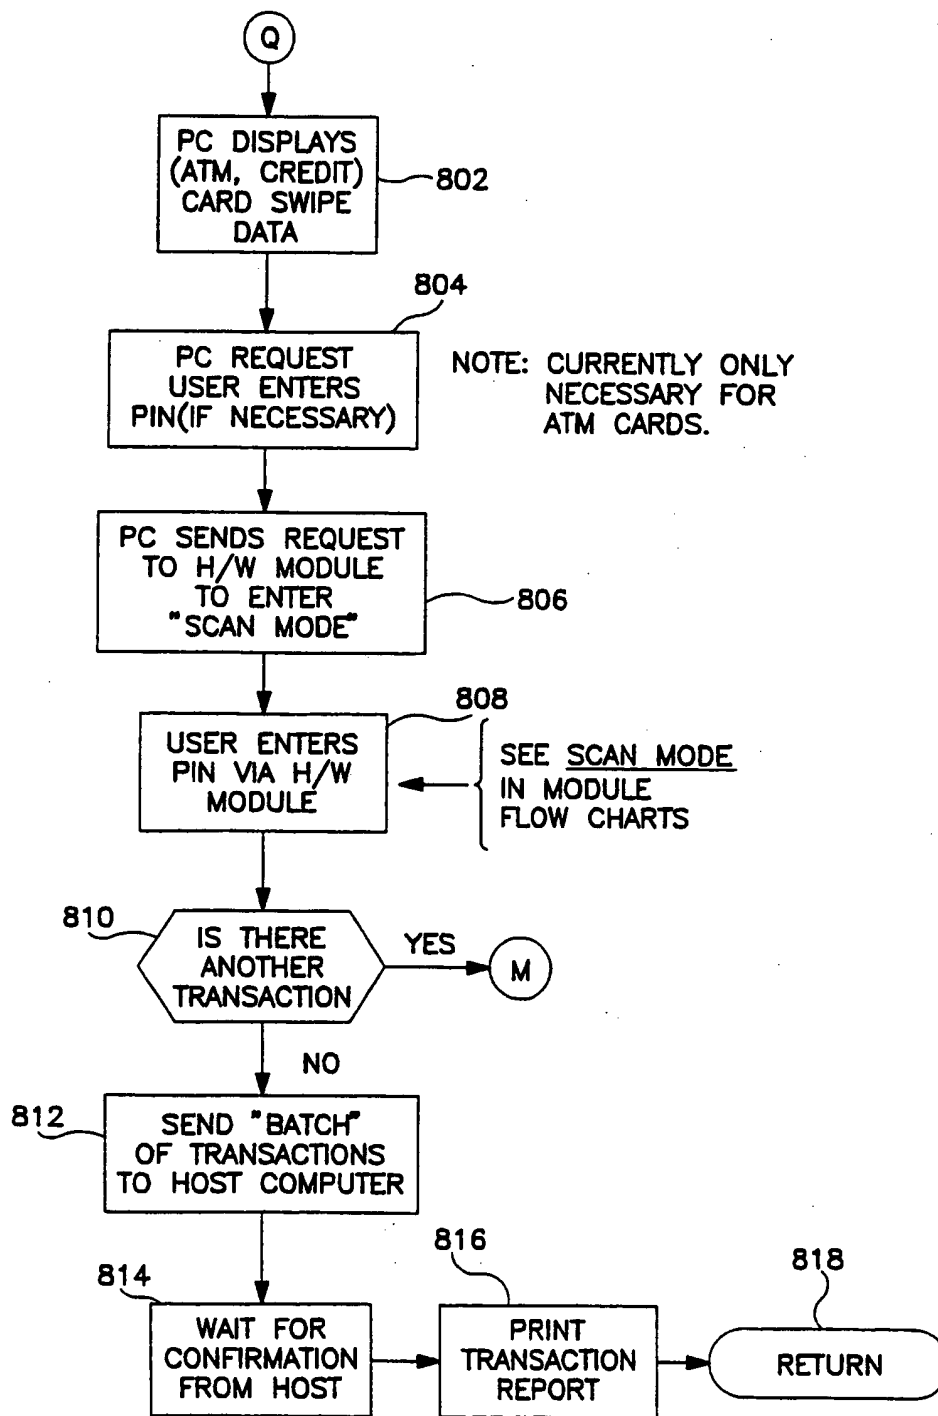 Q
PC DISPLAYS
(ATM, CREDIT)
CARD SWIPE
DATA
802
804
PC REQUEST
USER ENTERS
PIN(IF NECESSARY)
NOTE: CURRENTLY ONLY
NECESSARY FOR
ATM CARDS.
PC SENDS REQUEST
TO H/W MODULE
TO ENTER
"SCAN MODE"
806
808
USER ENTERS
PIN VIA H/W
MODULE
SEE SCAN MODE
IN MODULE
FLOW CHARTS
810
IS THERE
ANOTHER
TRANSACTION
YES
M
NO
812
SEND "BATCH"
OF TRANSACTIONS
TO HOST COMPUTER
814
WAIT FOR
CONFIRMATION
FROM HOST
816
PRINT
TRANSACTION
REPORT
818
RETURN